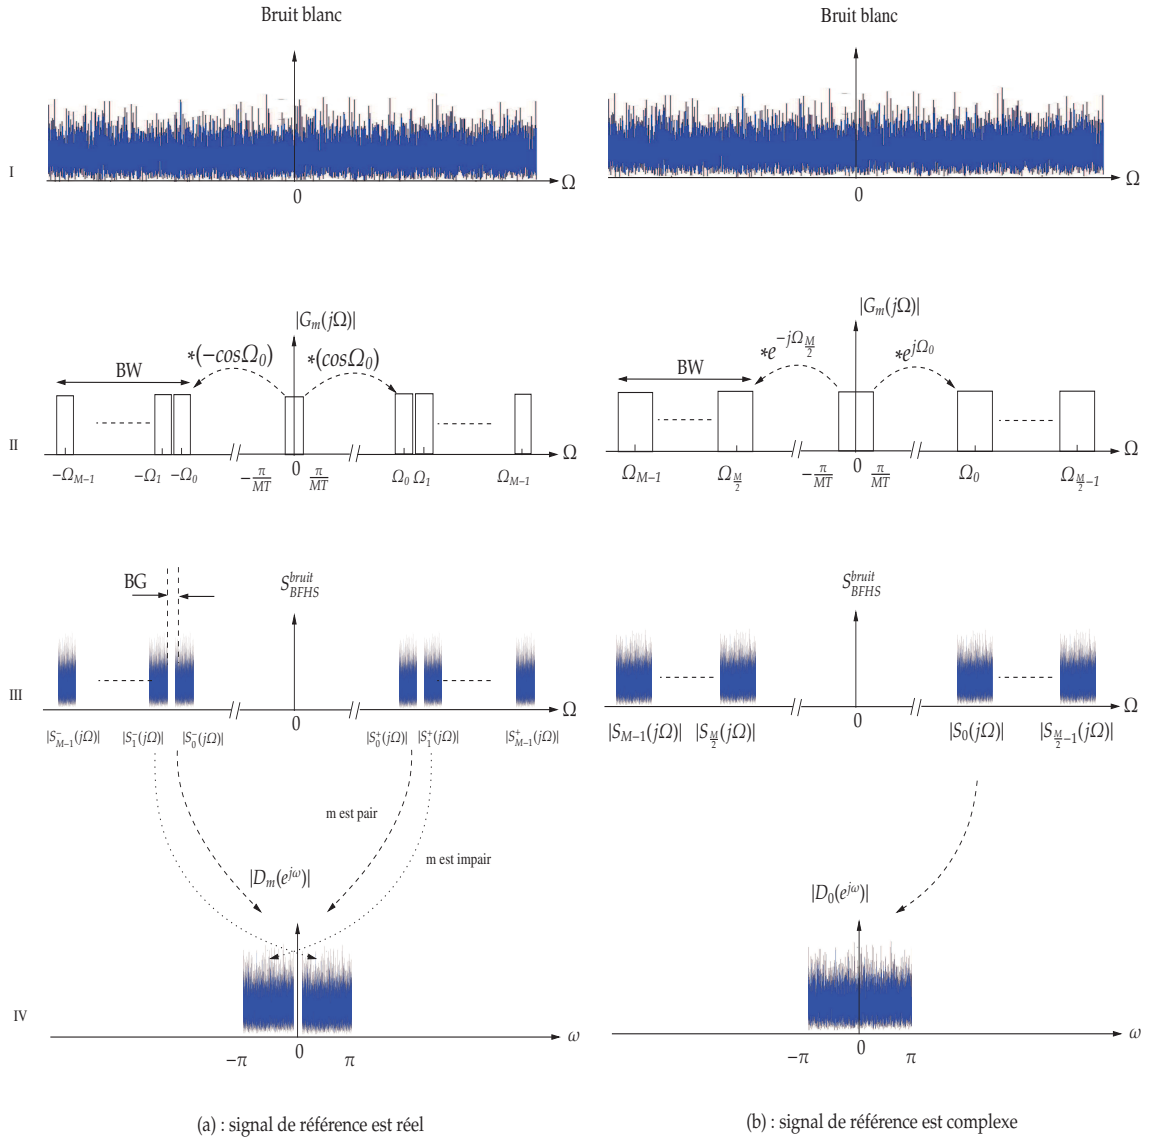 Bruit blanc
Bruit blanc
I
Ω
0
Ω
0
|G_m(jΩ)|
*(−cosΩ_0)
*(cosΩ_0)
BW
II
−Ω_{M−1}
−Ω_1
−Ω_0
−π/MT
0
π/MT
Ω_0
Ω_1
Ω_{M−1}
Ω
|G_m(jΩ)|
*e^{−jΩ_{M/2}}
*e^{jΩ_0}
BW
Ω_{M−1}
Ω_{M/2}
−π/MT
0
π/MT
Ω_0
Ω_{M/2−1}
Ω
BG
S_{BFHS}^{bruit}
III
0
Ω
|S^−_{M−1}(jΩ)|
|S^−_1(jΩ)|
|S^−_0(jΩ)|
|S^+_0(jΩ)|
|S^+_1(jΩ)|
|S^+_{M−1}(jΩ)|
S_{BFHS}^{bruit}
0
Ω
|S_{M−1}(jΩ)|
|S_{M/2}(jΩ)|
|S_0(jΩ)|
|S_{M/2−1}(jΩ)|
m est pair
m est impair
|D_m(e^{jω})|
IV
−π
0
π
ω
|D_0(e^{jω})|
−π
0
π
ω
(a) : signal de référence est réel
(b) : signal de référence est complexe